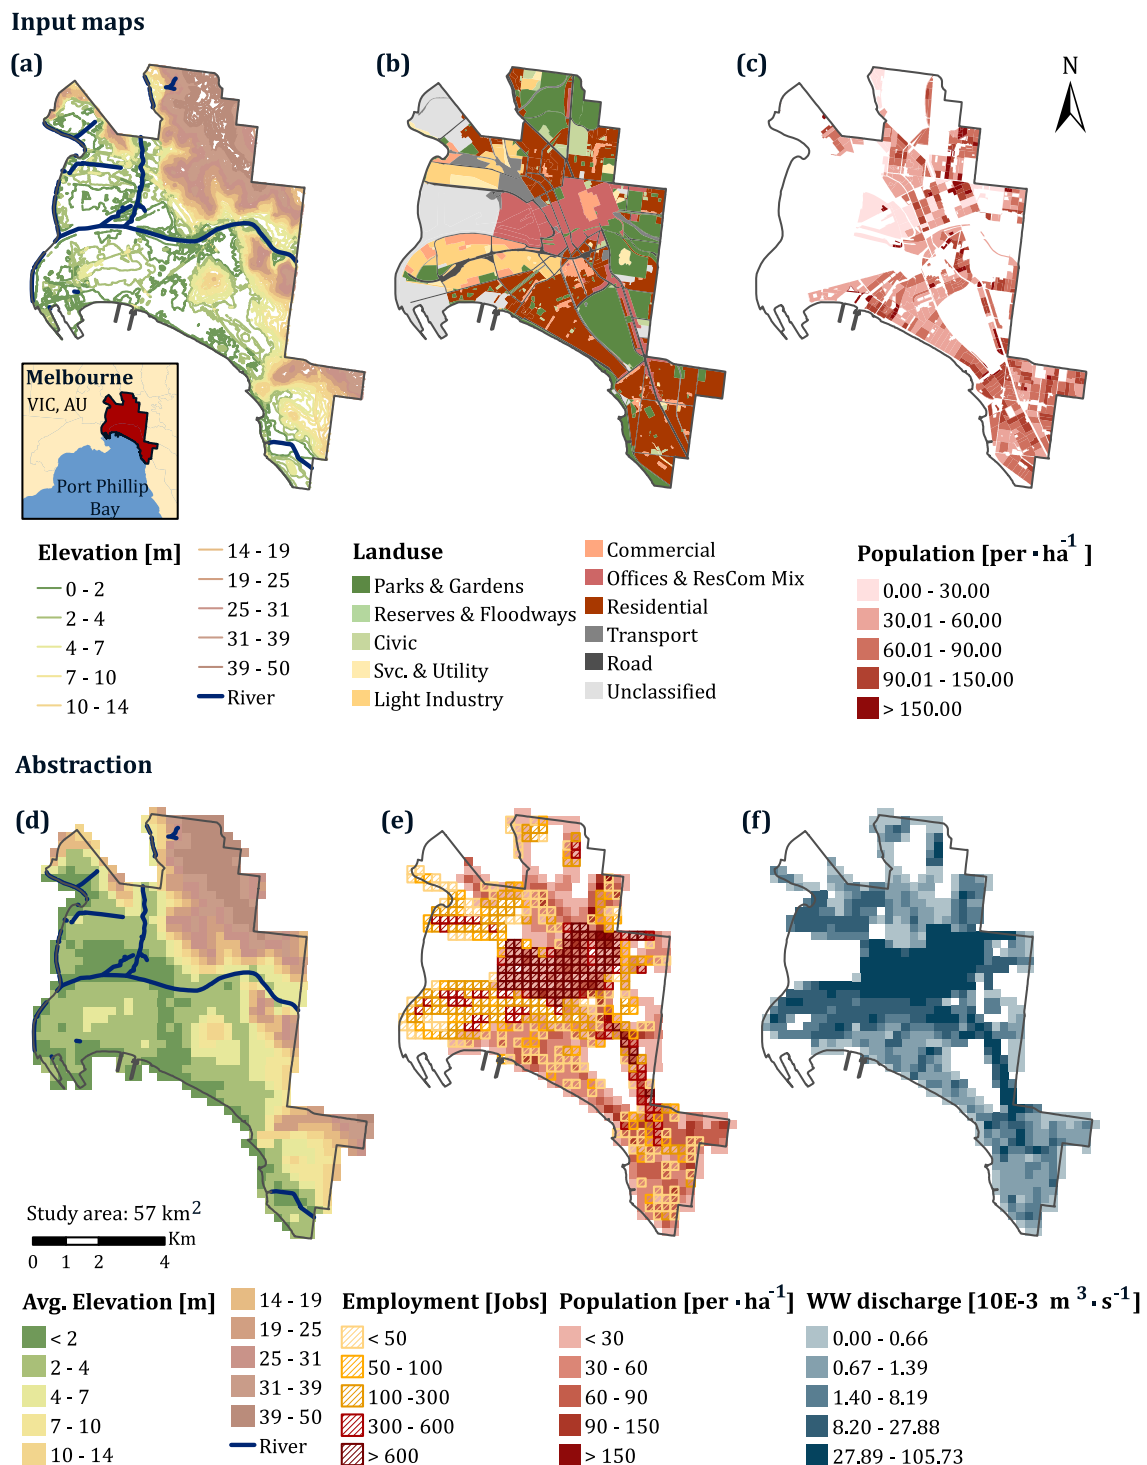 Input maps
(a)
(b)
(c)
N
Melbourne
VIC, AU
Port Phillip
Bay
Elevation [m]
0 - 2
2 - 4
4 - 7
7 - 10
10 - 14
14 - 19
19 - 25
25 - 31
31 - 39
39 - 50
River
Landuse
Parks & Gardens
Reserves & Floodways
Civic
Svc. & Utility
Light Industry
Commercial
Offices & ResCom Mix
Residential
Transport
Road
Unclassified
Population [per · ha⁻¹ ]
0.00 - 30.00
30.01 - 60.00
60.01 - 90.00
90.01 - 150.00
> 150.00
Abstraction
(d)
(e)
(f)
Study area: 57 km²
Km
0 1 2 4
Avg. Elevation [m]
< 2
2 - 4
4 - 7
7 - 10
10 - 14
14 - 19
19 - 25
25 - 31
31 - 39
39 - 50
River
Employment [Jobs]
< 50
50 - 100
100 -300
300 - 600
> 600
Population [per · ha⁻¹]
< 30
30 - 60
60 - 90
90 - 150
> 150
WW discharge [10E-3 m³ · s⁻¹]
0.00 - 0.66
0.67 - 1.39
1.40 - 8.19
8.20 - 27.88
27.89 - 105.73